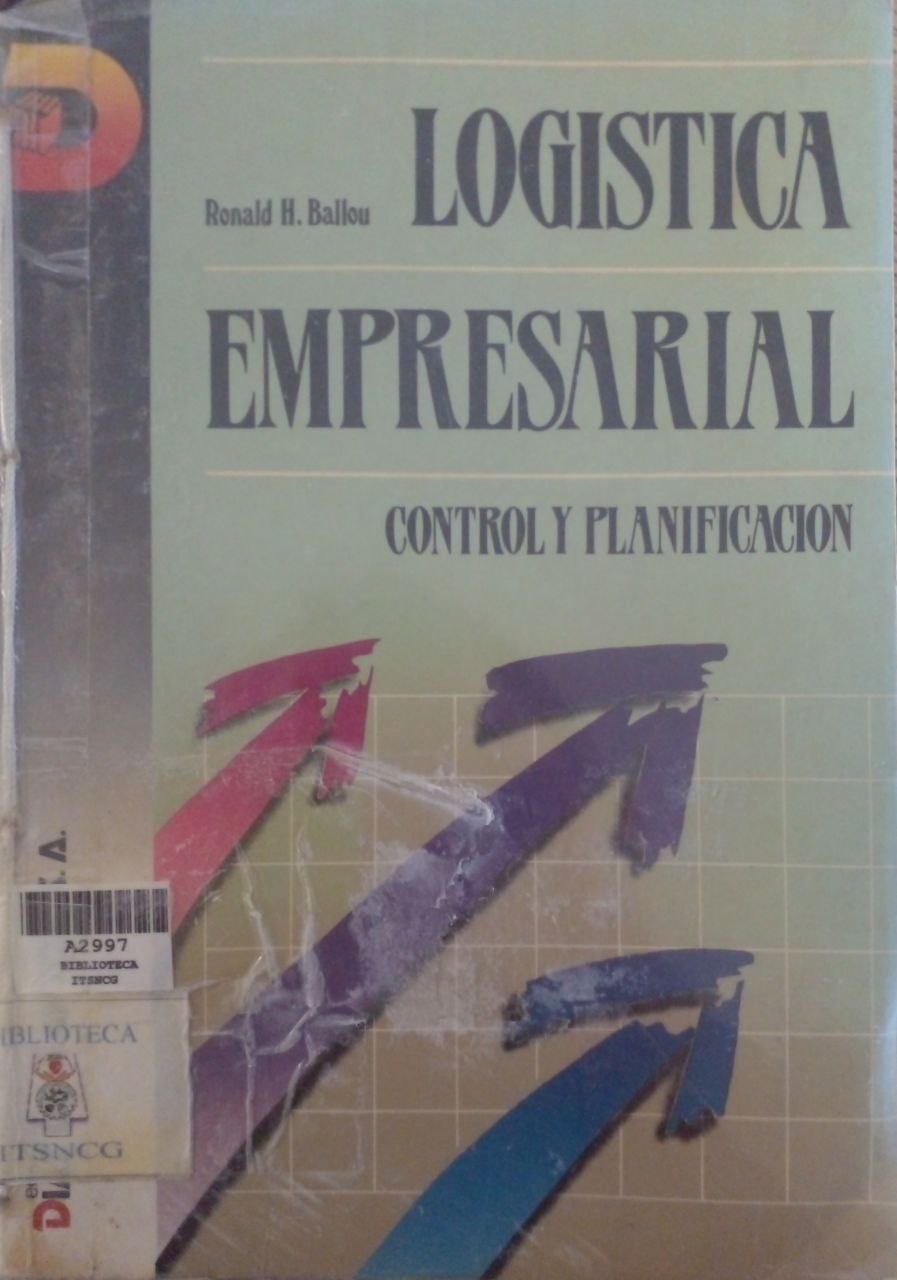 LOGISTICA
Ronald H. Ballou
EMPRESARIAL
CONTROL Y PLANIFICACION
A2997
BIBLIOTECA
ITSNCG
IBLIOTECA
ITSNCG